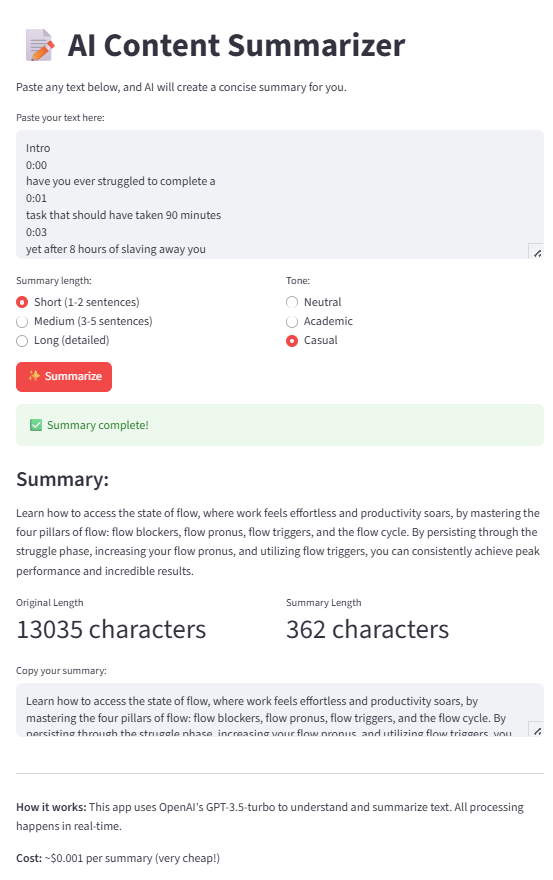 AI Content Summarizer
Paste any text below, and AI will create a concise summary for you.
Paste your text here:
Intro
0:00
have you ever struggled to complete a
0:01
task that should have taken 90 minutes
0:03
yet after 8 hours of slaving away you
Summary length:
Short (1-2 sentences)
Medium (3-5 sentences)
Long (detailed)
Tone:
Neutral
Academic
Casual
✨ Summarize
✅ Summary complete!
Summary:
Learn how to access the state of flow, where work feels effortless and productivity soars, by mastering the
four pillars of flow: flow blockers, flow pronus, flow triggers, and the flow cycle. By persisting through the
struggle phase, increasing your flow pronus, and utilizing flow triggers, you can consistently achieve peak
performance and incredible results.
Original Length
13035 characters
Summary Length
362 characters
Copy your summary:
Learn how to access the state of flow, where work feels effortless and productivity soars, by
mastering the four pillars of flow: flow blockers, flow pronus, flow triggers, and the flow cycle. By
persisting through the struggle phase, increasing your flow pronus, and utilizing flow triggers, you
How it works: This app uses OpenAI's GPT-3.5-turbo to understand and summarize text. All processing
happens in real-time.
Cost: ~$0.001 per summary (very cheap!)